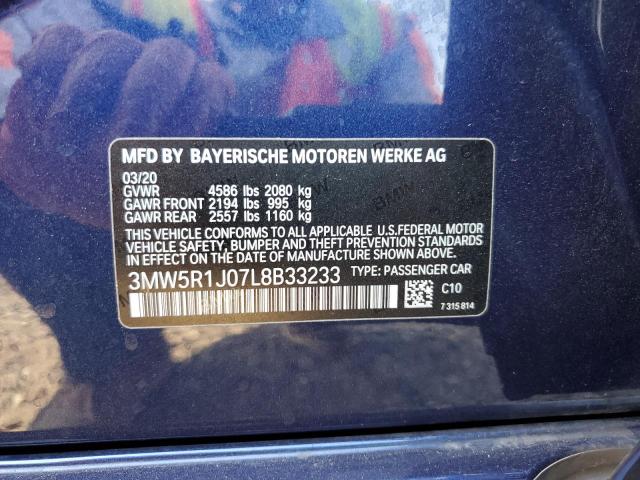 MFD BY BAYERISCHE MOTOREN WERKE AG
03/20
GVWR 4586 lbs 2080 kg
GAWR FRONT 2194 lbs 995 kg
GAWR REAR 2557 lbs 1160 kg
THIS VEHICLE CONFORMS TO ALL APPLICABLE U.S.FEDERAL MOTOR
VEHICLE SAFETY, BUMPER AND THEFT PREVENTION STANDARDS
IN EFFECT ON THE DATE OF MANUFACTURE SHOWN ABOVE.
3MW5R1J07L8B33233 TYPE: PASSENGER CAR
C10
7 315 814